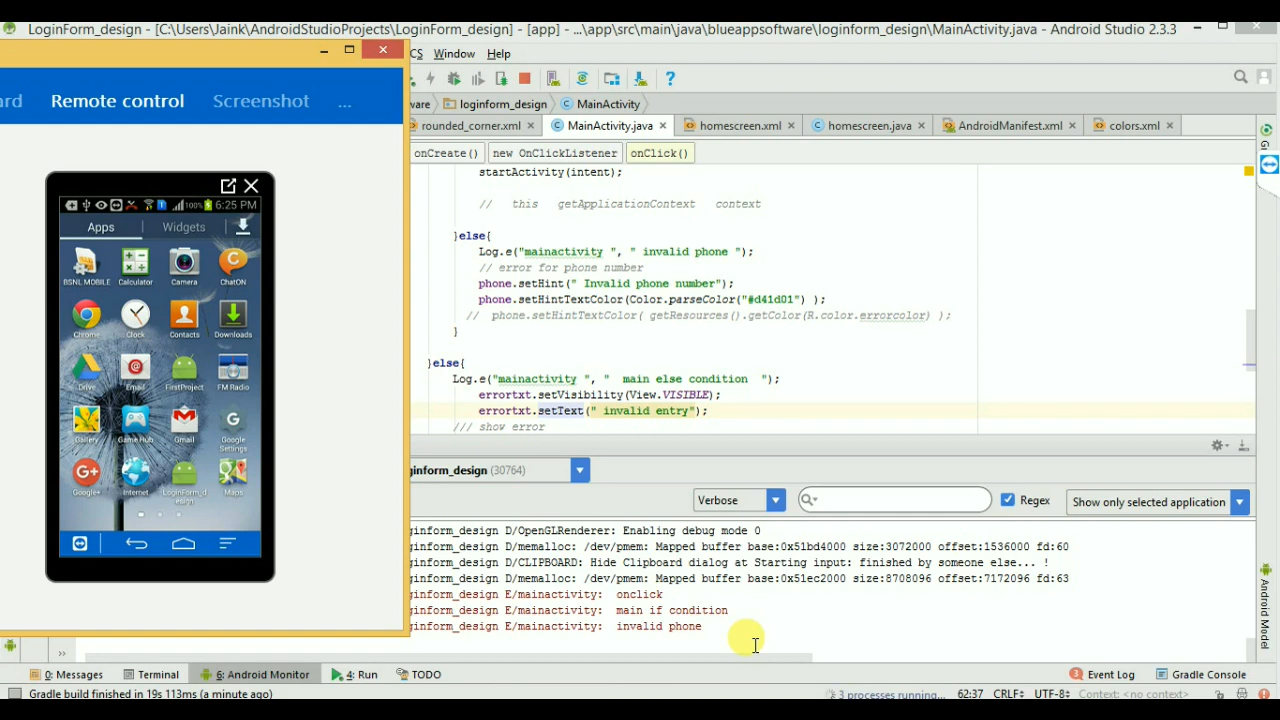 LoginForm_design - [C:\Users\Jaink\AndroidStudioProjects\LoginForm_design] - [app] - ...\app\src\main\java\blueappsoftware\loginform_design\MainActivity.java - Android Studio 2.3.3
CS Window Help
ard Remote control Screenshot ...
ware loginform_design MainActivity
rounded_corner.xml MainActivity.java homescreen.xml homescreen.java AndroidManifest.xml colors.xml
onCreate() new OnClickListener onClick()
startActivity(intent);
// this getApplicationContext context
}else{
Log.e("mainactivity ", " invalid phone ");
// error for phone number
phone.setHint(" Invalid phone number");
phone.setHintTextColor(Color.parseColor("#d41d01") );
// phone.setHintTextColor( getResources().getColor(R.color.errorcolor) );
}
}else{
Log.e("mainactivity ", "  main else condition  ");
errortxt.setVisibility(View.VISIBLE);
errortxt.setText(" invalid entry");
/// show error
100% 6:25 PM
Apps Widgets
BSNL MOBILE Calculator Camera ChatON
Chrome Clock Contacts Downloads
Drive Email FirstProject FM Radio
Gallery Game Hub Gmail Google Settings
Google+ Internet LoginForm_design Maps
ginform_design (30764)
Verbose Regex Show only selected application
ginform_design D/OpenGLRenderer: Enabling debug mode 0
ginform_design D/memalloc: /dev/pmem: Mapped buffer base:0x51bd4000 size:3072000 offset:1536000 fd:60
ginform_design D/CLIPBOARD: Hide Clipboard dialog at Starting input: finished by someone else... !
ginform_design D/memalloc: /dev/pmem: Mapped buffer base:0x51ec2000 size:8708096 offset:7172096 fd:63
ginform_design E/mainactivity:  onclick
ginform_design E/mainactivity:  main if condition
ginform_design E/mainactivity:  invalid phone
Android Model
0: Messages Terminal 6: Android Monitor 4: Run TODO Event Log Gradle Console
Gradle build finished in 19s 113ms (a minute ago) 3 processes running... 62:37 CRLF UTF-8 Context: <no context>